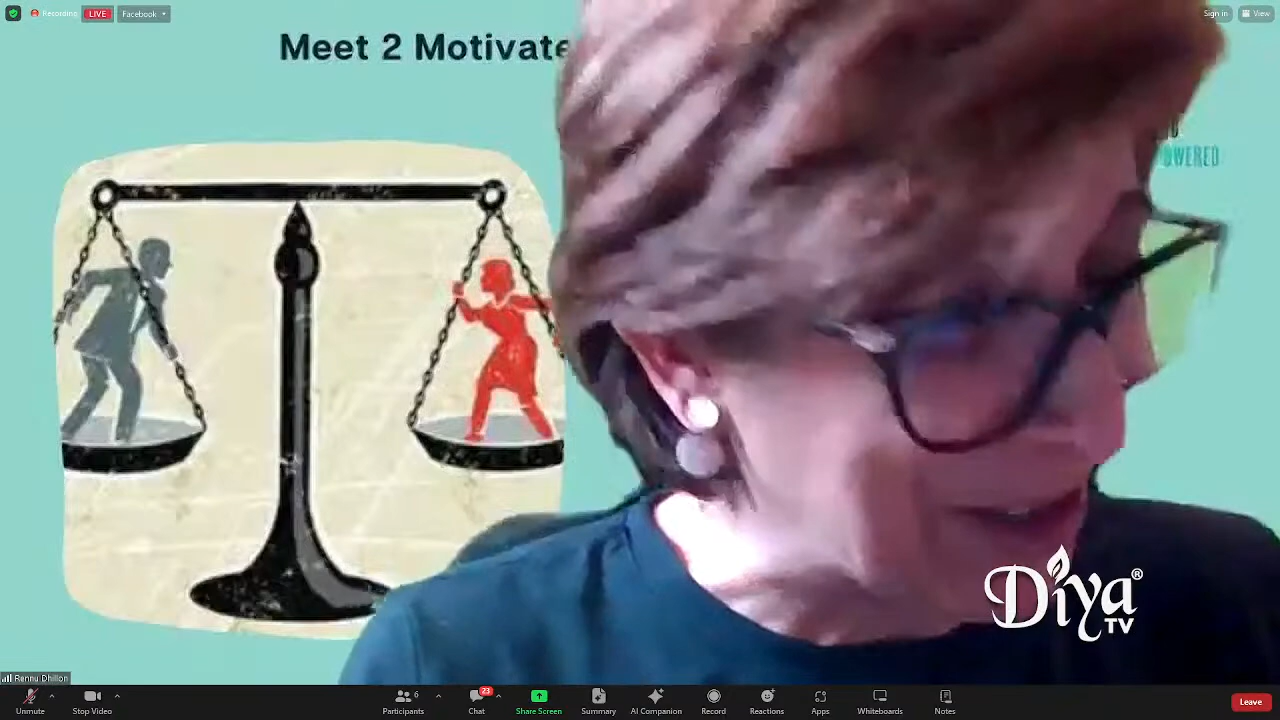 Recording
LIVE
Facebook
Sign in
View
Meet 2 Motivate
OWERED
Diya®
TV
Rennu Dhillon
Unmute
Stop Video
Participants
6
Chat
23
Share Screen
Summary
AI Companion
Record
Reactions
Apps
Whiteboards
Notes
Leave